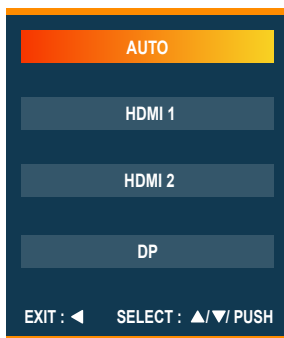 AUTO
HDMI 1
HDMI 2
DP
EXIT : ◀ SELECT : ▲/▼/ PUSH